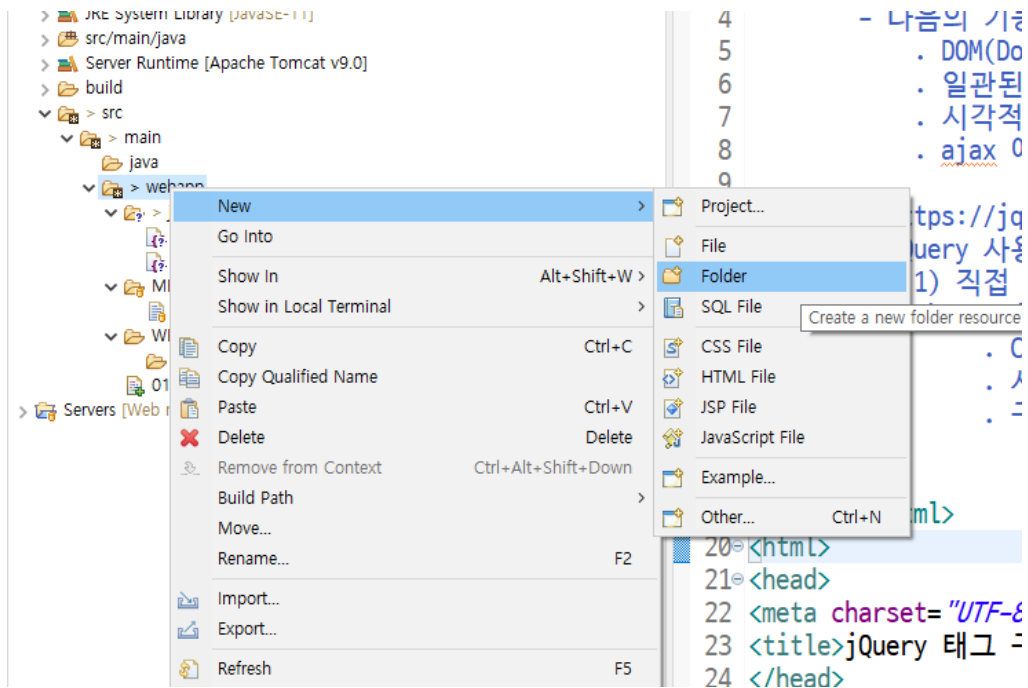 JRE System Library [JavaSE-11]
src/main/java
Server Runtime [Apache Tomcat v9.0]
build
> src
> main
java
> webapp
>
MI
WI
01
Servers [Web
New
Go Into
Show In Alt+Shift+W >
Show in Local Terminal
Copy Ctrl+C
Copy Qualified Name
Paste Ctrl+V
Delete Delete
Remove from Context Ctrl+Alt+Shift+Down
Build Path
Move...
Rename... F2
Import...
Export...
Refresh F5
Project...
File
Folder
SQL File
CSS File
HTML File
JSP File
JavaScript File
Example...
Other... Ctrl+N
Create a new folder resource
4 - 다음의
5 . DOM(Do
6 . 일관된
7 . 시각적
8 . ajax
9
tps://jq
uery
1) 직접
ml>
20 <html>
21 <head>
22 <meta charset="UTF-8
23 <title>jQuery 태그
24 </head>